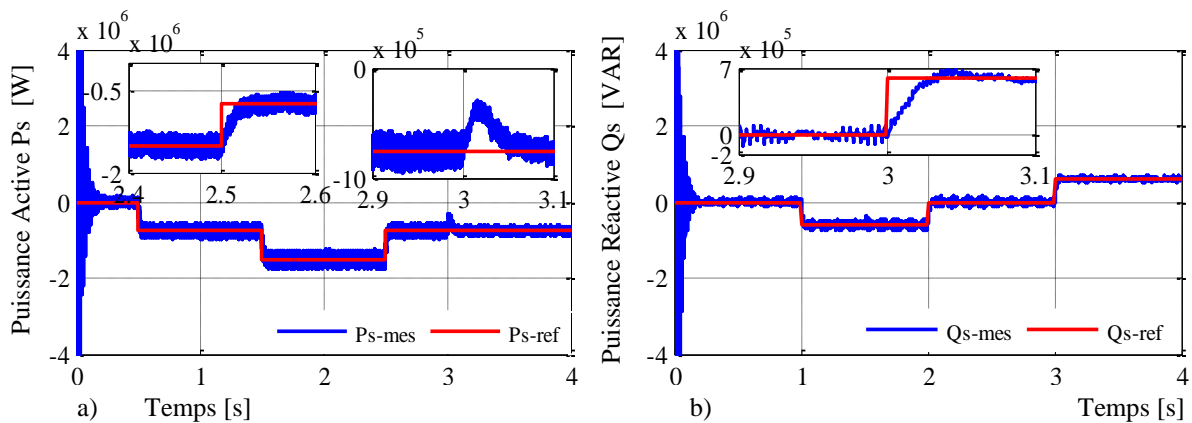 x 10^6
4
2
0
-2
-4
0
1
2
3
4
Puissance Active Ps [W]
x 10^6
-0.5
-2
2.4
2.5
2.6
x 10^5
0
-10
2.9
3
3.1
Ps-mes
Ps-ref
a)
Temps [s]
x 10^6
4
2
0
-2
-4
0
1
2
3
4
Puissance Réactive Qs [VAR]
x 10^5
7
0
-2
2.9
3
3.1
Qs-mes
Qs-ref
b)
Temps [s]